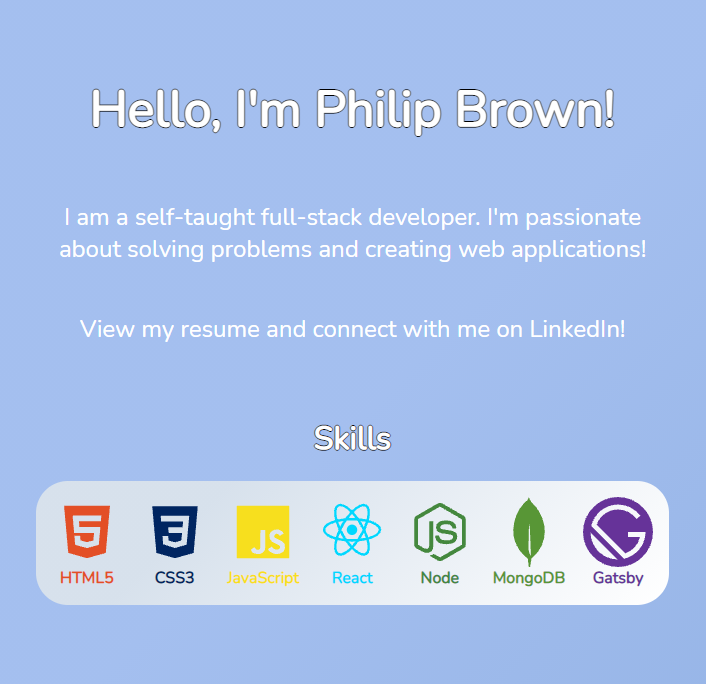 Hello, I'm Philip Brown!
I am a self-taught full-stack developer. I'm passionate
about solving problems and creating web applications!
View my resume and connect with me on LinkedIn!
Skills
5 3 JS JS G
HTML5 CSS3 JavaScript React Node MongoDB Gatsby